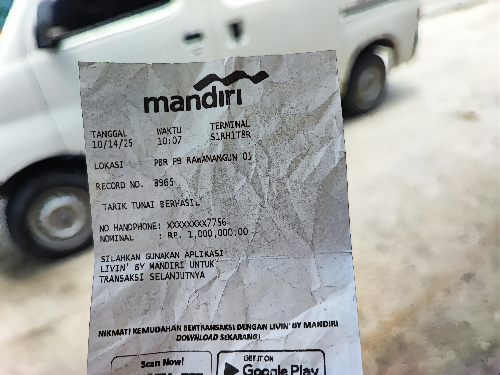 mandiri
TANGGAL WAKTU TERMINAL
10/14/25 10:07 S1RH1T8R
LOKASI PBR PB RAWAMANGUN 01
RECORD NO. 8965
TARIK TUNAI BERHASIL
NO HANDPHONE: XXXXXXXX7756
NOMINAL : RP. 1,000,000.00
SILAHKAN GUNAKAN APLIKASI
LIVIN' BY MANDIRI UNTUK
TRANSAKSI SELANJUTNYA
NIKMATI KEMUDAHAN BERTRANSAKSI DENGAN LIVIN' BY MANDIRI
DOWNLOAD SEKARANG!
Scan Now!
GET IT ON
Google Play